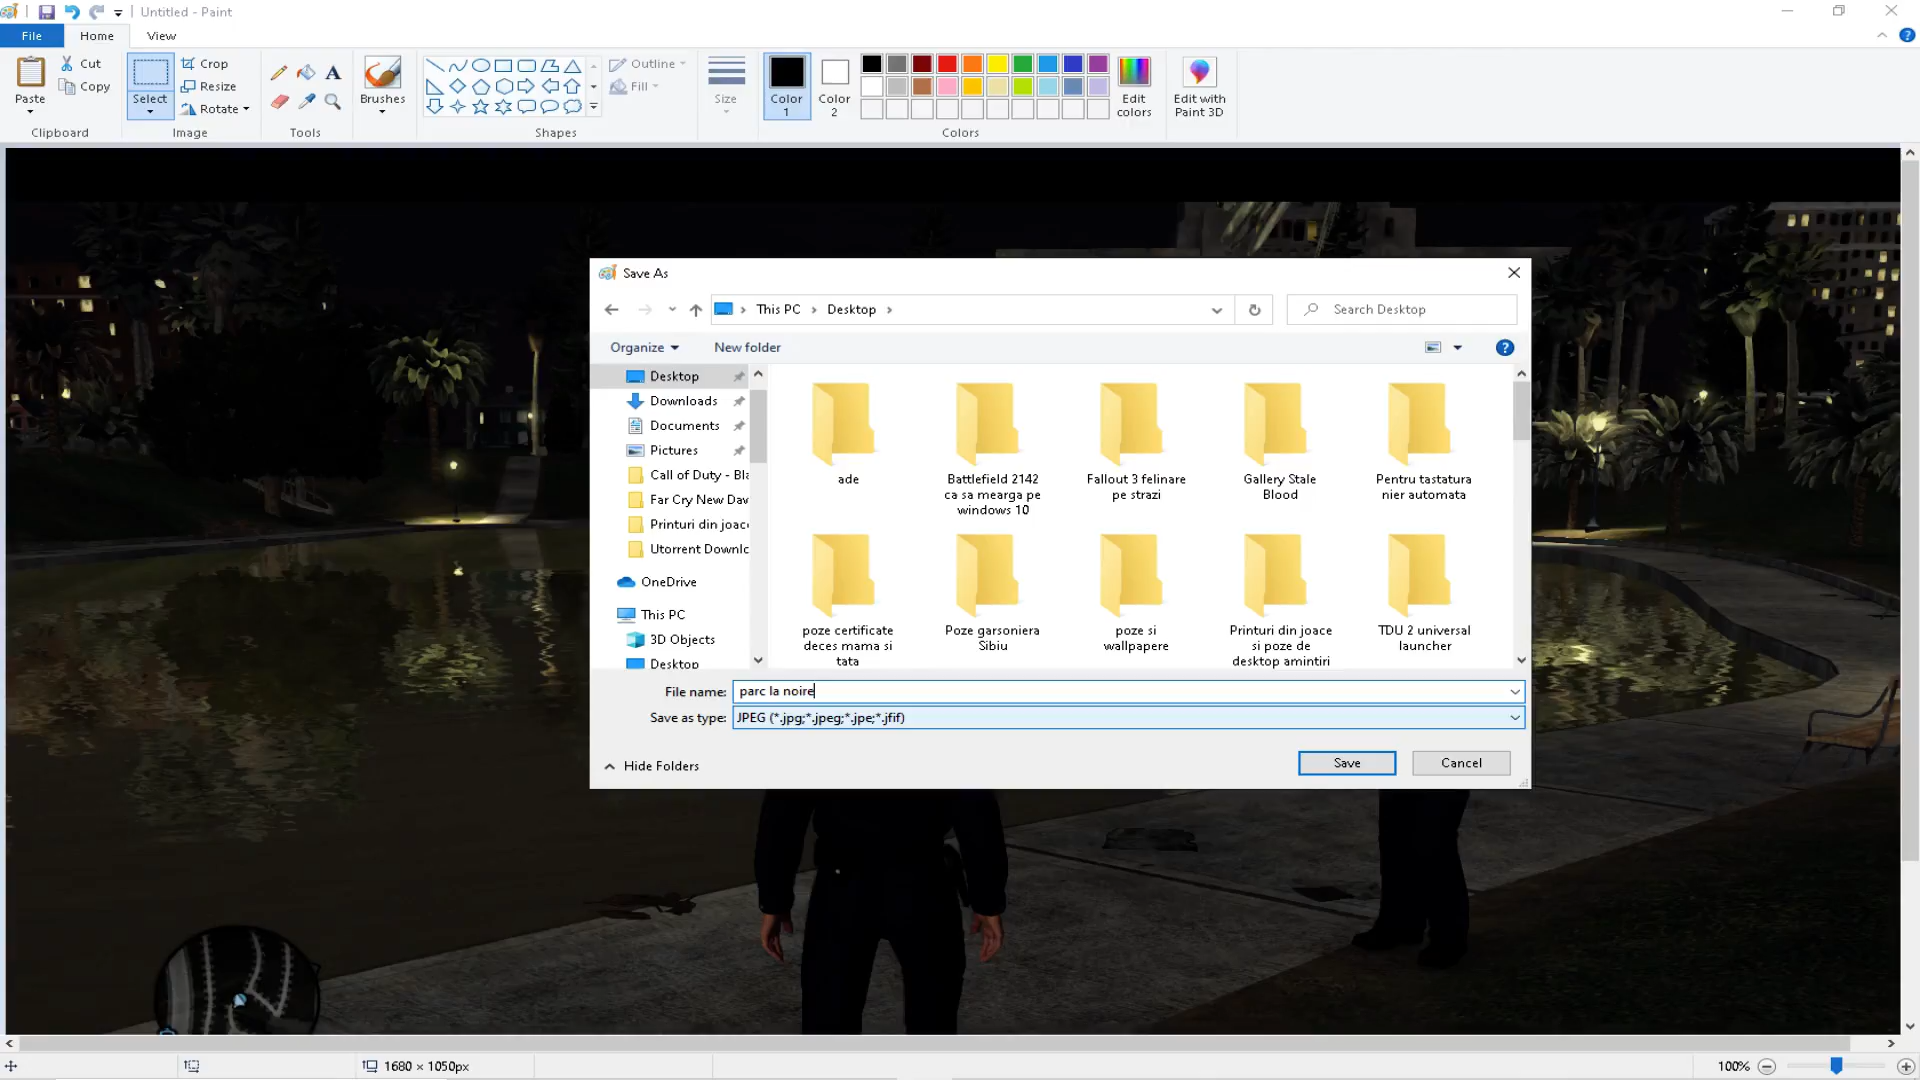 Untitled - Paint
File
Home
View
Paste
Cut
Copy
Clipboard
Select
Crop
Resize
Rotate
Image
A
Tools
Brushes
Shapes
Outline
Fill
Size
Color
1
Color
2
Colors
Edit
colors
Edit with
Paint 3D
Save As
This PC
Desktop
Search Desktop
Organize
New folder
Desktop
Downloads
Documents
Pictures
Call of Duty - Bla
Far Cry New Daw
Printuri din joace
Utorrent Downlo
OneDrive
This PC
3D Objects
Desktop
ade
Battlefield 2142
ca sa mearga pe
windows 10
Fallout 3 felinare
pe strazi
Gallery Stale
Blood
Pentru tastatura
nier automata
poze certificate
deces mama si
tata
Poze garsoniera
Sibiu
poze si
wallpapere
Printuri din joace
si poze de
desktop amintiri
TDU 2 universal
launcher
File name: parc la noire
Save as type: JPEG (*.jpg;*.jpeg;*.jpe;*.jfif)
Hide Folders
Save
Cancel
1680 × 1050px
100%